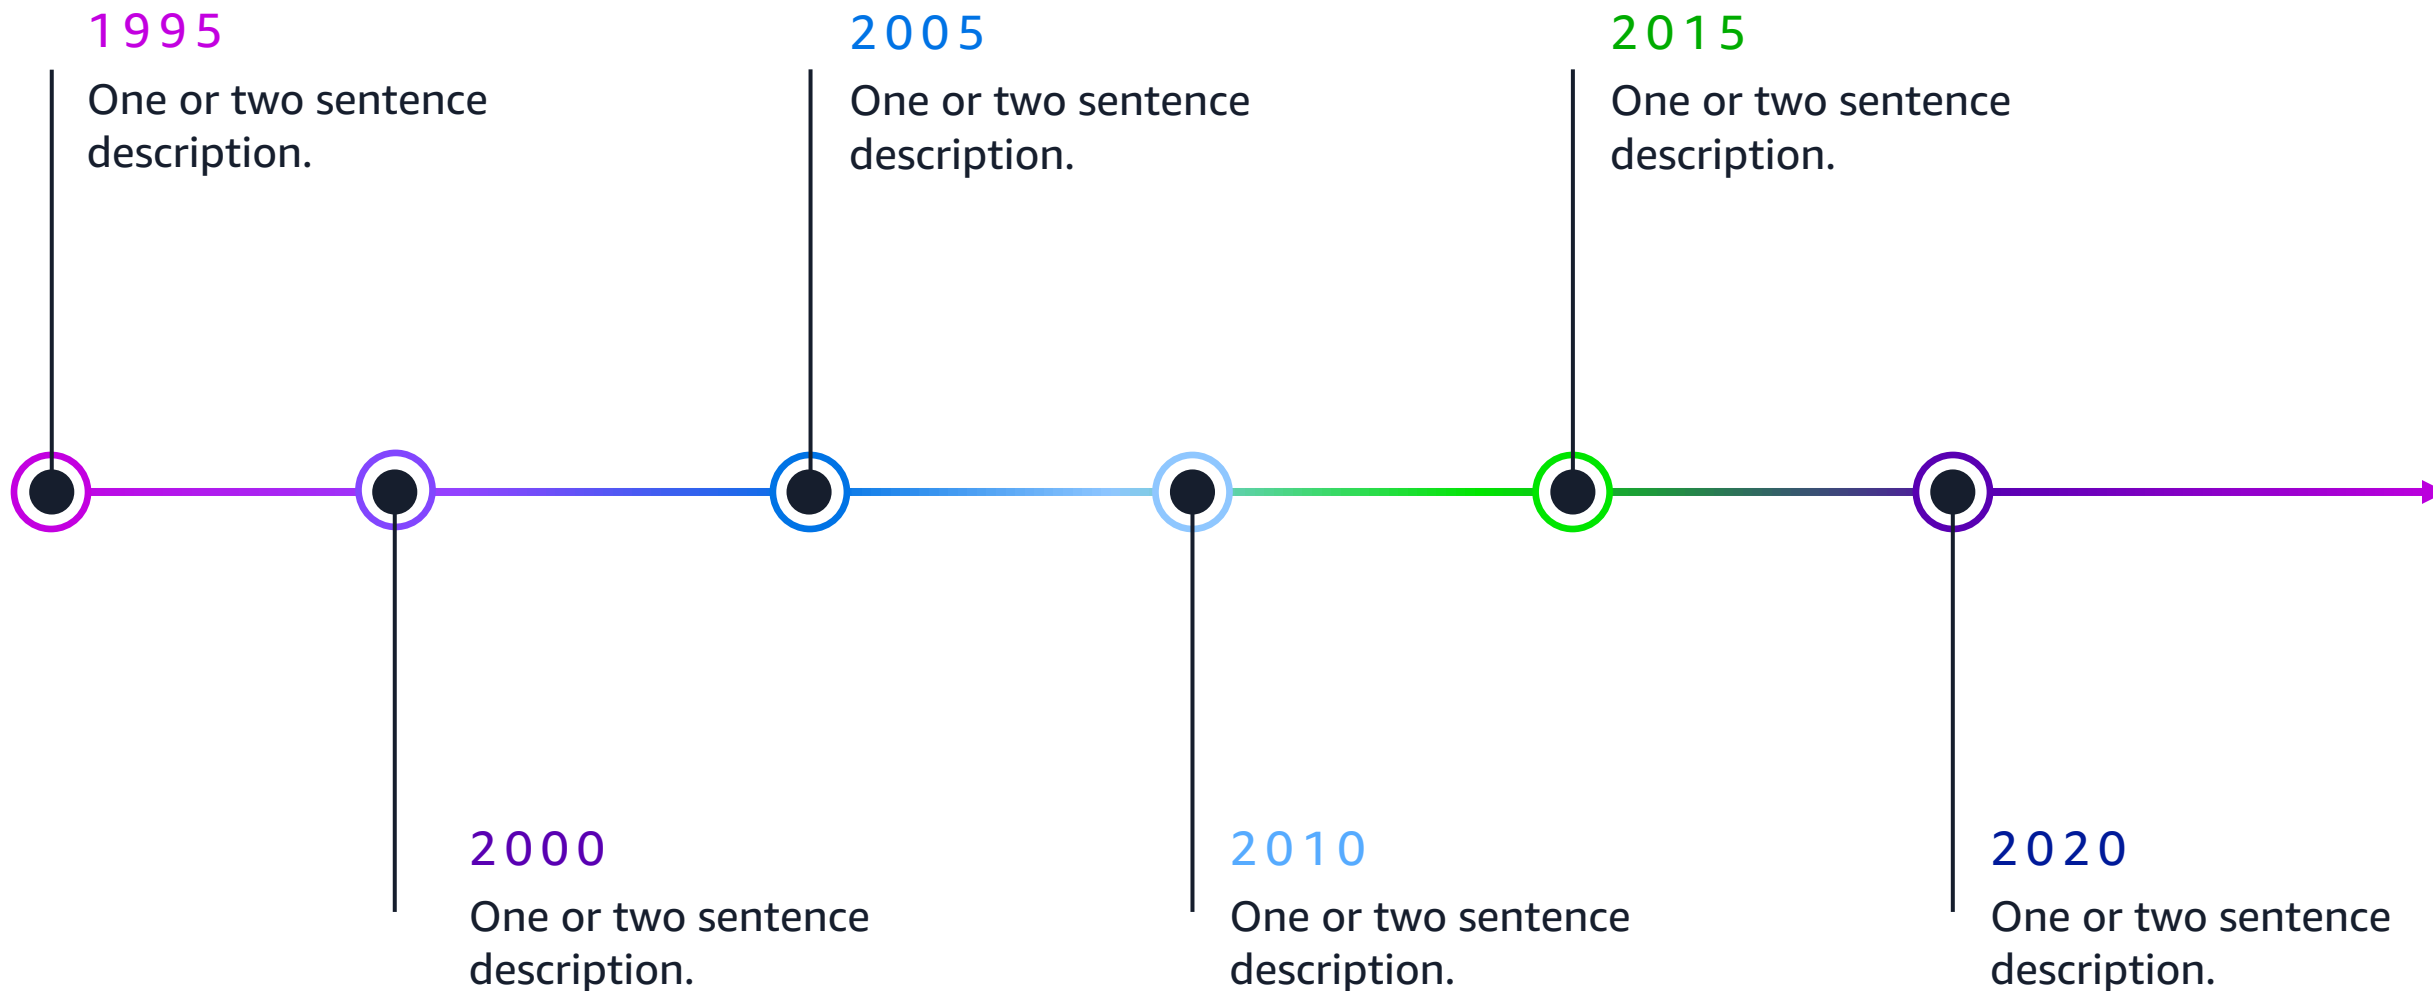 1995
One or two sentence
description.
2005
One or two sentence
description.
2015
One or two sentence
description.
2000
One or two sentence
description.
2010
One or two sentence
description.
2020
One or two sentence
description.